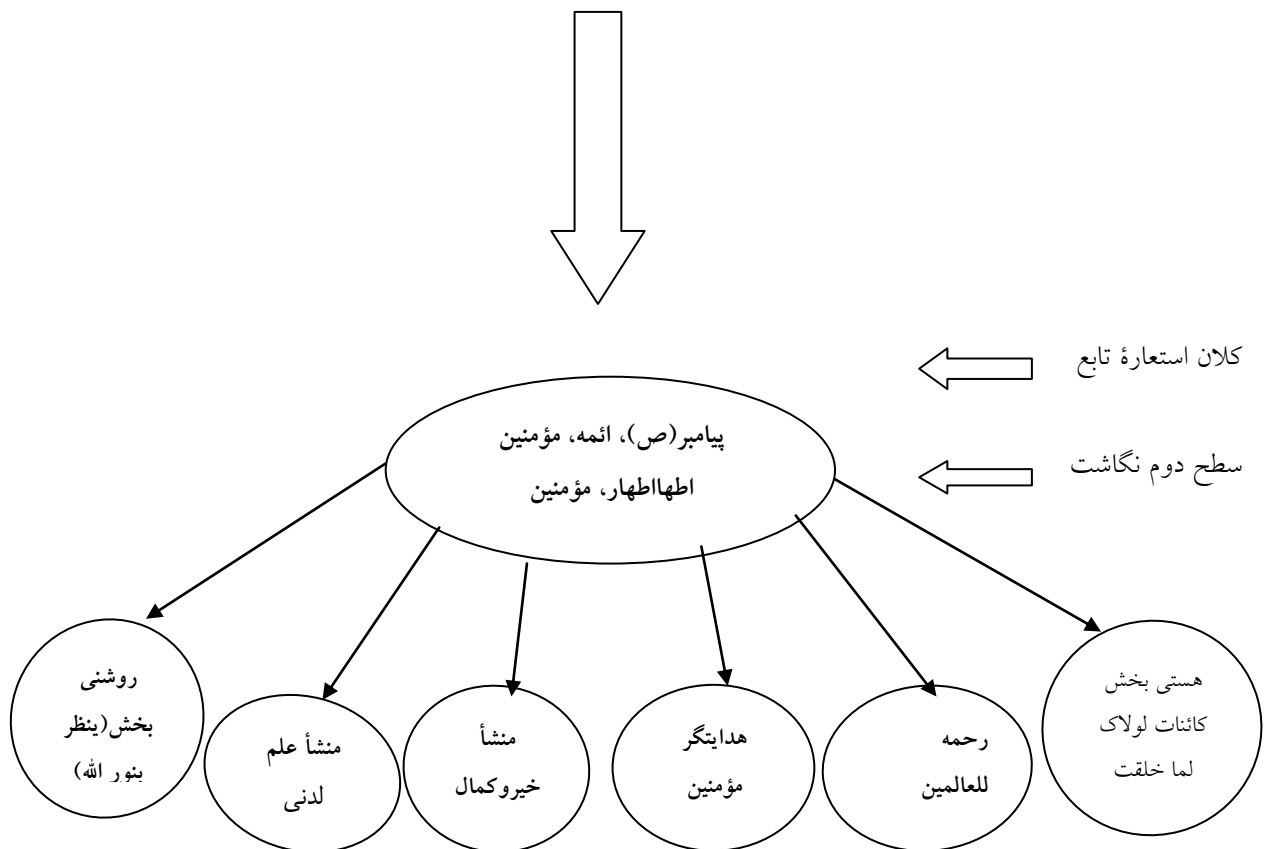 کلان استعارۀ تابع
سطح دوم نگاشت
پیامبر(ص)، ائمه، مؤمنین
اطهااطهار، مؤمنین
هستی بخش
کائنات لولاک
لما خلقت
رحمه
للعالمین
هدایتگر
مؤمنین
منشأ
خیروکمال
منشأ علم
لدنی
روشنی
بخش(ینظر
بنور الله)